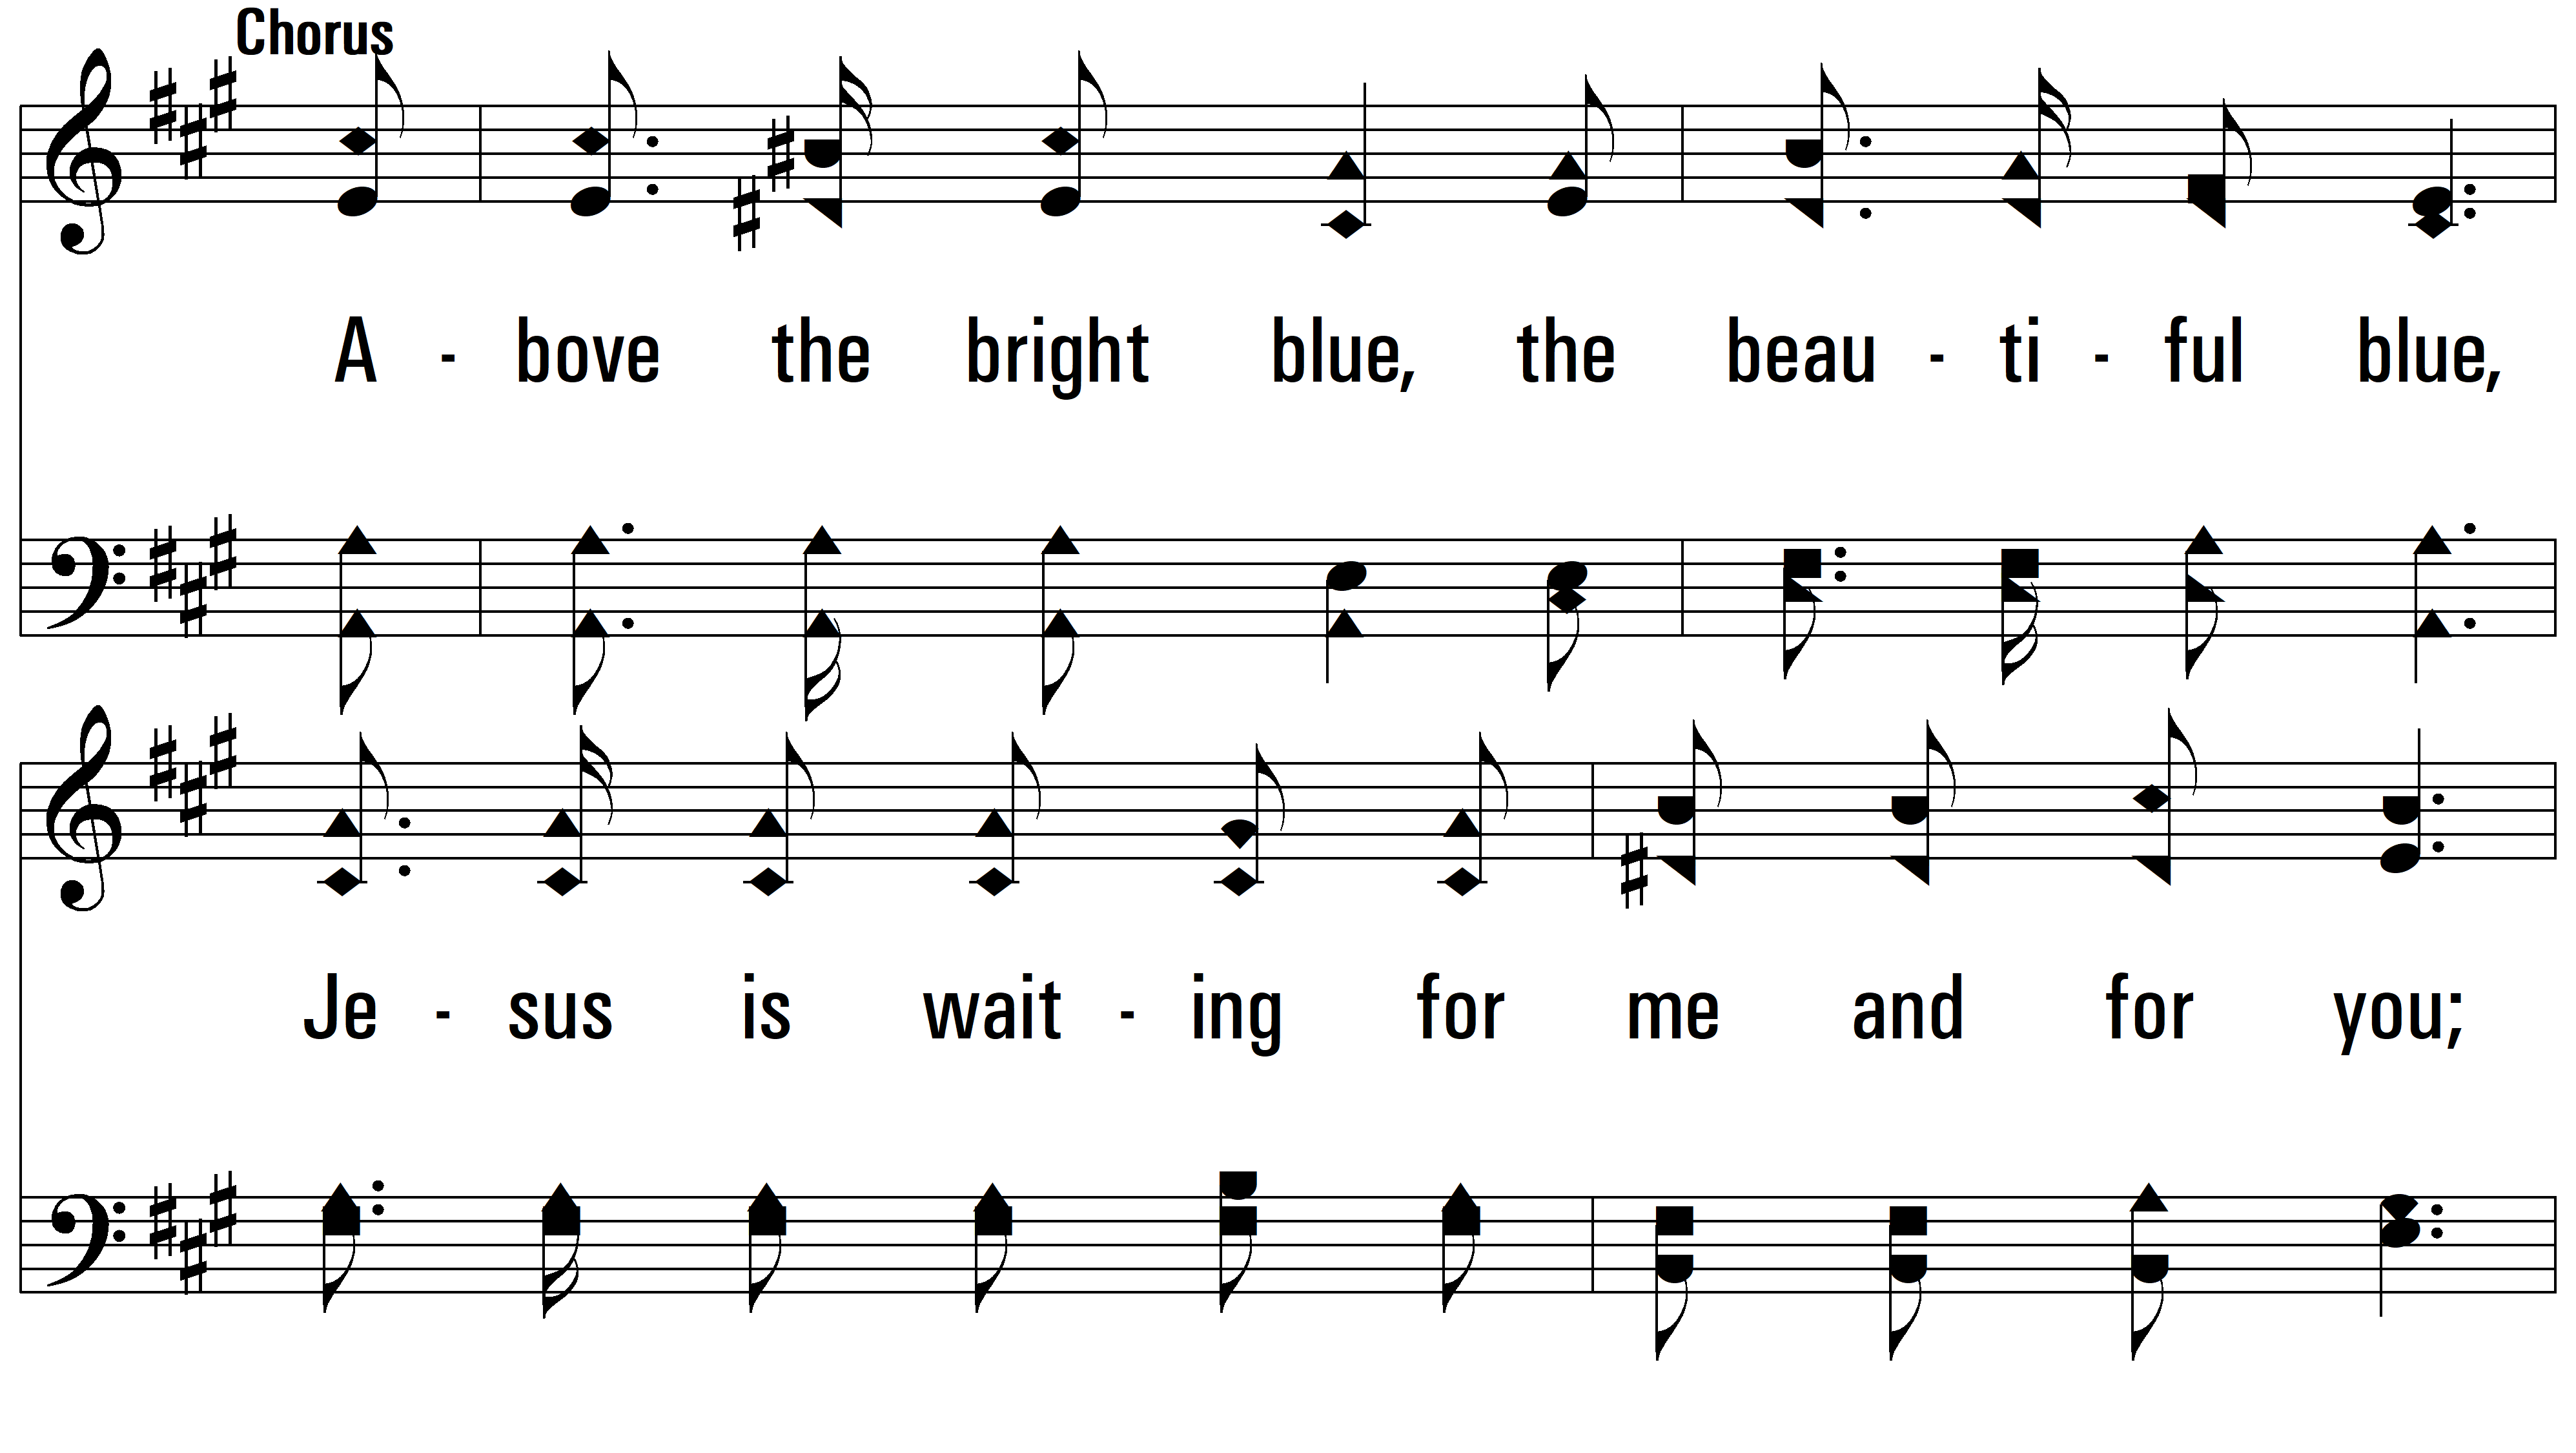 Chorus
A - bove the bright blue, the beau - ti - ful blue,
Je - sus is wait - ing for me and for you;